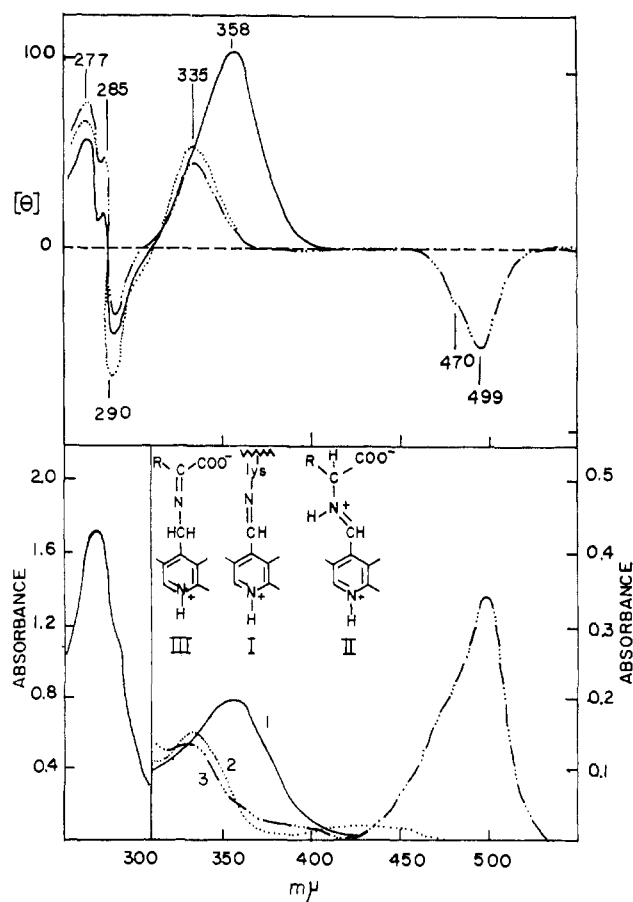 358
100
277
285
335
[θ]
0
470
499
290
2.0
1.6
1.2
0.8
0.4
ABSORBANCE
0.5
0.4
0.3
0.2
0.1
ABSORBANCE
R COO⁻
C
N
HCH
N+
H
III
lys
N
CH
N+
H
I
H
R C COO⁻
H N+
CH
N+
H
II
1
2
3
300 350 400 450 500
mμ